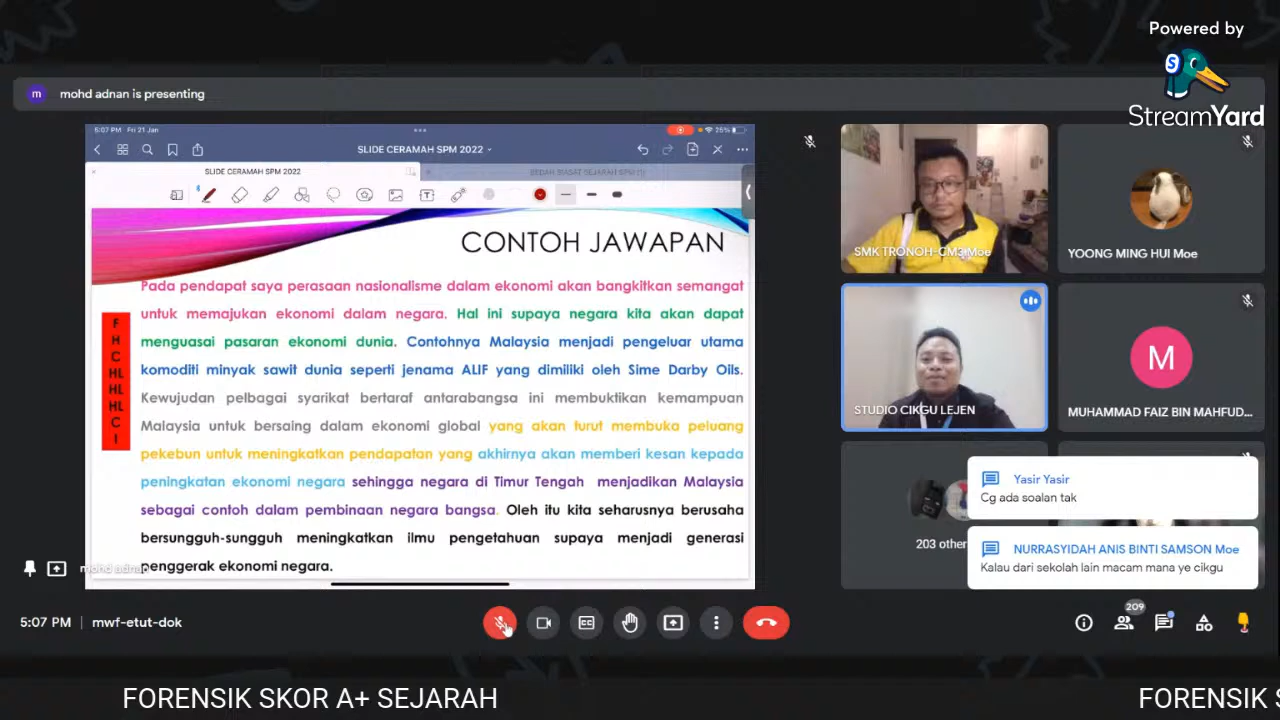 Powered by
StreamYard
m
mohd adnan is presenting
5:07 PM Fri 21 Jan
25%
SLIDE CERAMAH SPM 2022
SLIDE CERAMAH SPM 2022
CONTOH JAWAPAN
F
H
C
HL
HL
HL
C
I
Pada pendapat saya perasaan nasionalisme dalam ekonomi akan bangkitkan semangat
untuk memajukan ekonomi dalam negara. Hal ini supaya negara kita akan dapat
menguasai pasaran ekonomi dunia. Contohnya Malaysia menjadi pengeluar utama
komoditi minyak sawit dunia seperti jenama ALIF yang dimiliki oleh Sime Darby Oils.
Kewujudan pelbagai syarikat bertaraf antarabangsa ini membuktikan kemampuan
Malaysia untuk bersaing dalam ekonomi global yang akan turut membuka peluang
pekebun untuk meningkatkan pendapatan yang akhirnya akan memberi kesan kepada
peningkatan ekonomi negara sehingga negara di Timur Tengah menjadikan Malaysia
sebagai contoh dalam pembinaan negara bangsa. Oleh itu kita seharusnya berusaha
bersungguh-sungguh meningkatkan ilmu pengetahuan supaya menjadi generasi
penggerak ekonomi negara.
mohd adnan
SMK TRONOH-CM3 Moe
YOONG MING HUI Moe
STUDIO CIKGU LEJEN
M
MUHAMMAD FAIZ BIN MAHFUD...
203 other
Yasir Yasir
Cg ada soalan tak
NURRASYIDAH ANIS BINTI SAMSON Moe
Kalau dari sekolah lain macam mana ye cikgu
5:07 PM | mwf-etut-dok
209
FORENSIK SKOR A+ SEJARAH
FORENSIK S